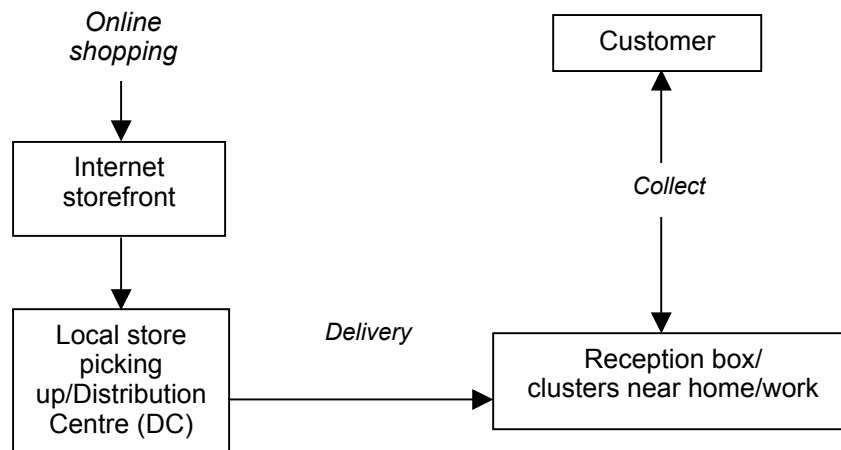 Online
shopping
Customer
Internet
storefront
Collect
Local store
picking
up/Distribution
Centre (DC)
Delivery
Reception box/
clusters near home/work